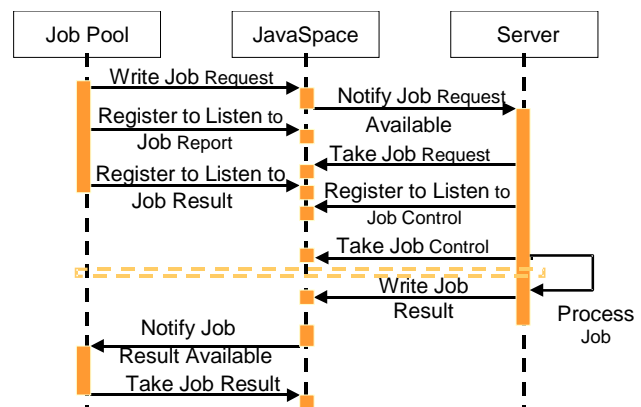 Job Pool
JavaSpace
Server
Write Job Request
Notify Job Request
Available
Register to Listen to
Job Report
Take Job Request
Register to Listen to
Job Result
Register to Listen to
Job Control
Take Job Control
Write Job
Result
Process
Job
Notify Job
Result Available
Take Job Result